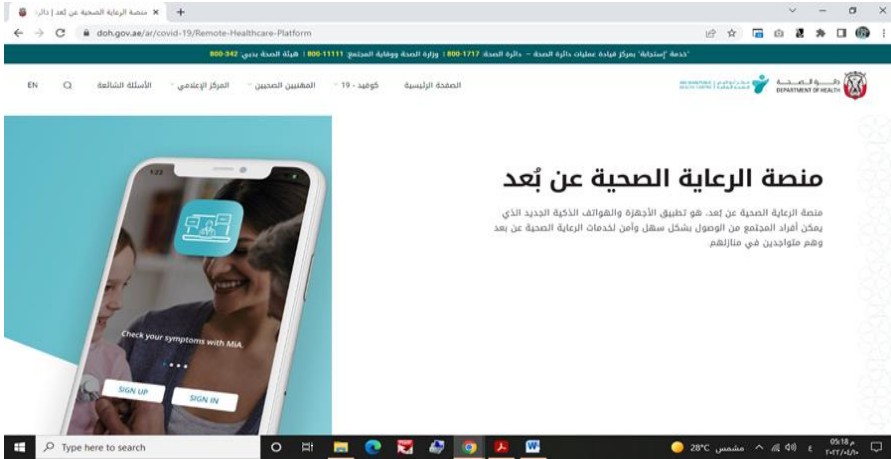 منصة الرعاية الصحية عن بُعد | دائر
doh.gov.ae/ar/covid-19/Remote-Healthcare-Platform
'خدمة 'إستجابة' بمركز قيادة عمليات دائرة الصحة – دائرة الصحة: 1717-800 | وزارة الصحة ووقاية المجتمع: 11111-800 | هيئة الصحة بدبي: 342-800
دائرة الصحة
DEPARTMENT OF HEALTH
الصفحة الرئيسية
كوفيد - 19
المهنيين الصحيين
المركز الإعلامي
الأسئلة الشائعة
EN
منصة الرعاية الصحية عن بُعد
منصة الرعاية الصحية عن بُعد، هو تطبيق الأجهزة والهواتف الذكية الجديد الذي
يمكن أفراد المجتمع من الوصول بشكل سهل وآمن لخدمات الرعاية الصحية عن بعد
وهم متواجدين في منازلهم.
1:23
Check your symptoms with MiA.
SIGN UP
SIGN IN
Type here to search
28°C مشمس
ع
05:18 م